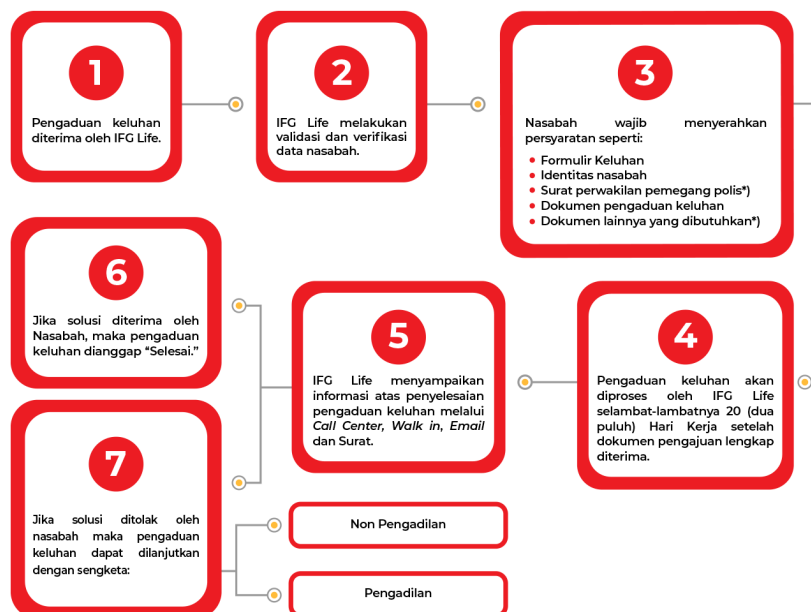 1
Pengaduan keluhan
diterima oleh IFG Life.
2
IFG Life melakukan
validasi dan verifikasi
data nasabah.
3
Nasabah wajib menyerahkan
persyaratan seperti:
• Formulir Keluhan
• Identitas nasabah
• Surat perwakilan pemegang polis*)
• Dokumen pengaduan keluhan
• Dokumen lainnya yang dibutuhkan*)
4
Pengaduan keluhan akan
diproses oleh IFG Life
selambat-lambatnya 20 (dua
puluh) Hari Kerja setelah
dokumen pengajuan lengkap
diterima.
5
IFG Life menyampaikan
informasi atas penyelesaian
pengaduan keluhan melalui
Call Center, Walk in, Email
dan Surat.
6
Jika solusi diterima oleh
Nasabah, maka pengaduan
keluhan dianggap “Selesai.”
7
Jika solusi ditolak oleh
nasabah maka pengaduan
keluhan dapat dilanjutkan
dengan sengketa:
Non Pengadilan
Pengadilan